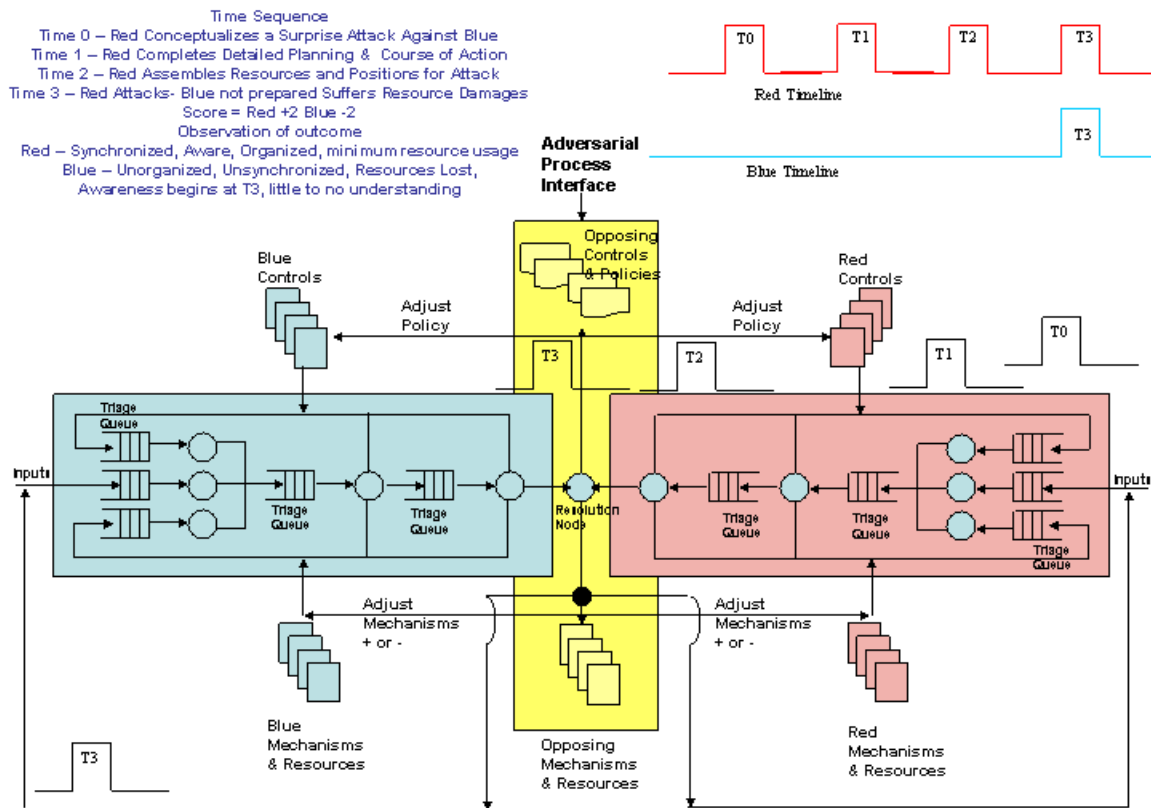 Time Sequence
Time 0 – Red Conceptualizes a Surprise Attack Against Blue
Time 1 – Red Completes Detailed Planning & Course of Action
Time 2 – Red Assembles Resources and Positions for Attack
Time 3 – Red Attacks- Blue not prepared Suffers Resource Damages
Score = Red +2 Blue -2
Observation of outcome
Red – Synchronized, Aware, Organized, minimum resource usage
Blue – Unorganized, Unsynchronized, Resources Lost,
Awareness begins at T3, little to no understanding
T0
T1
T2
T3
Red Timeline
T3
Blue Timeline
Adversarial
Process
Interface
Opposing
Controls
& Policies
Blue
Controls
Red
Controls
Adjust
Policy
Adjust
Policy
T3
T2
T1
T0
Triage
Queue
Inputs
Triage
Queue
Triage
Queue
Resolution
Node
Triage
Queue
Triage
Queue
Triage
Queue
Inputs
Adjust
Mechanisms
+ or -
Adjust
Mechanisms
+ or -
Blue
Mechanisms
& Resources
Opposing
Mechanisms
& Resources
Red
Mechanisms
& Resources
T3